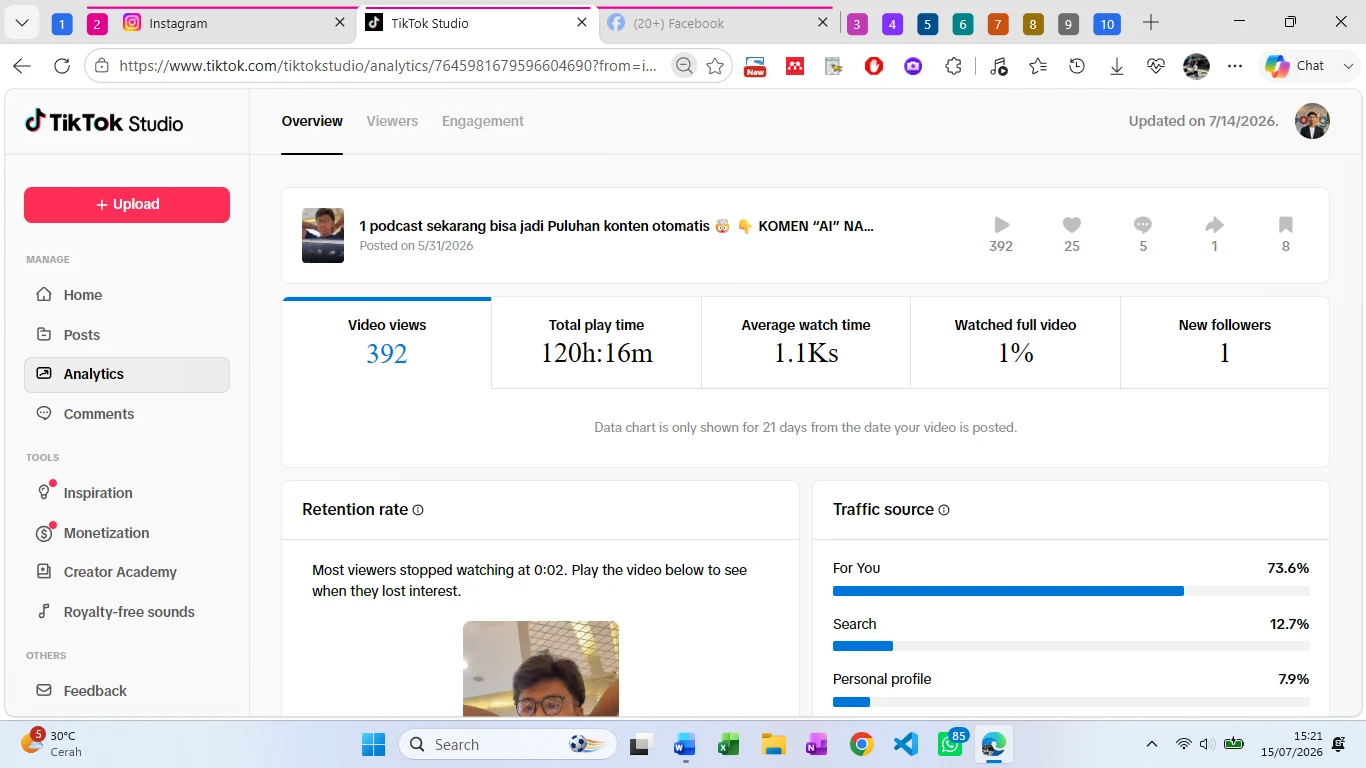 1
2
Instagram
TikTok Studio
(20+) Facebook
3
4
5
6
7
8
9
10
https://www.tiktok.com/tiktokstudio/analytics/7645981679596604690?from=i...
New
Chat
TikTok Studio
Overview
Viewers
Engagement
Updated on 7/14/2026.
+ Upload
MANAGE
Home
Posts
Analytics
Comments
TOOLS
Inspiration
Monetization
Creator Academy
Royalty-free sounds
OTHERS
Feedback
1 podcast sekarang bisa jadi Puluhan konten otomatis 🤯 👇 KOMEN “AI” NA...
Posted on 5/31/2026
392
25
5
1
8
Video views
392
Total play time
120h:16m
Average watch time
1.1Ks
Watched full video
1%
New followers
1
Data chart is only shown for 21 days from the date your video is posted.
Retention rate
Most viewers stopped watching at 0:02. Play the video below to see
when they lost interest.
Traffic source
For You
73.6%
Search
12.7%
Personal profile
7.9%
5
30°C
Cerah
Search
85
15:21
15/07/2026